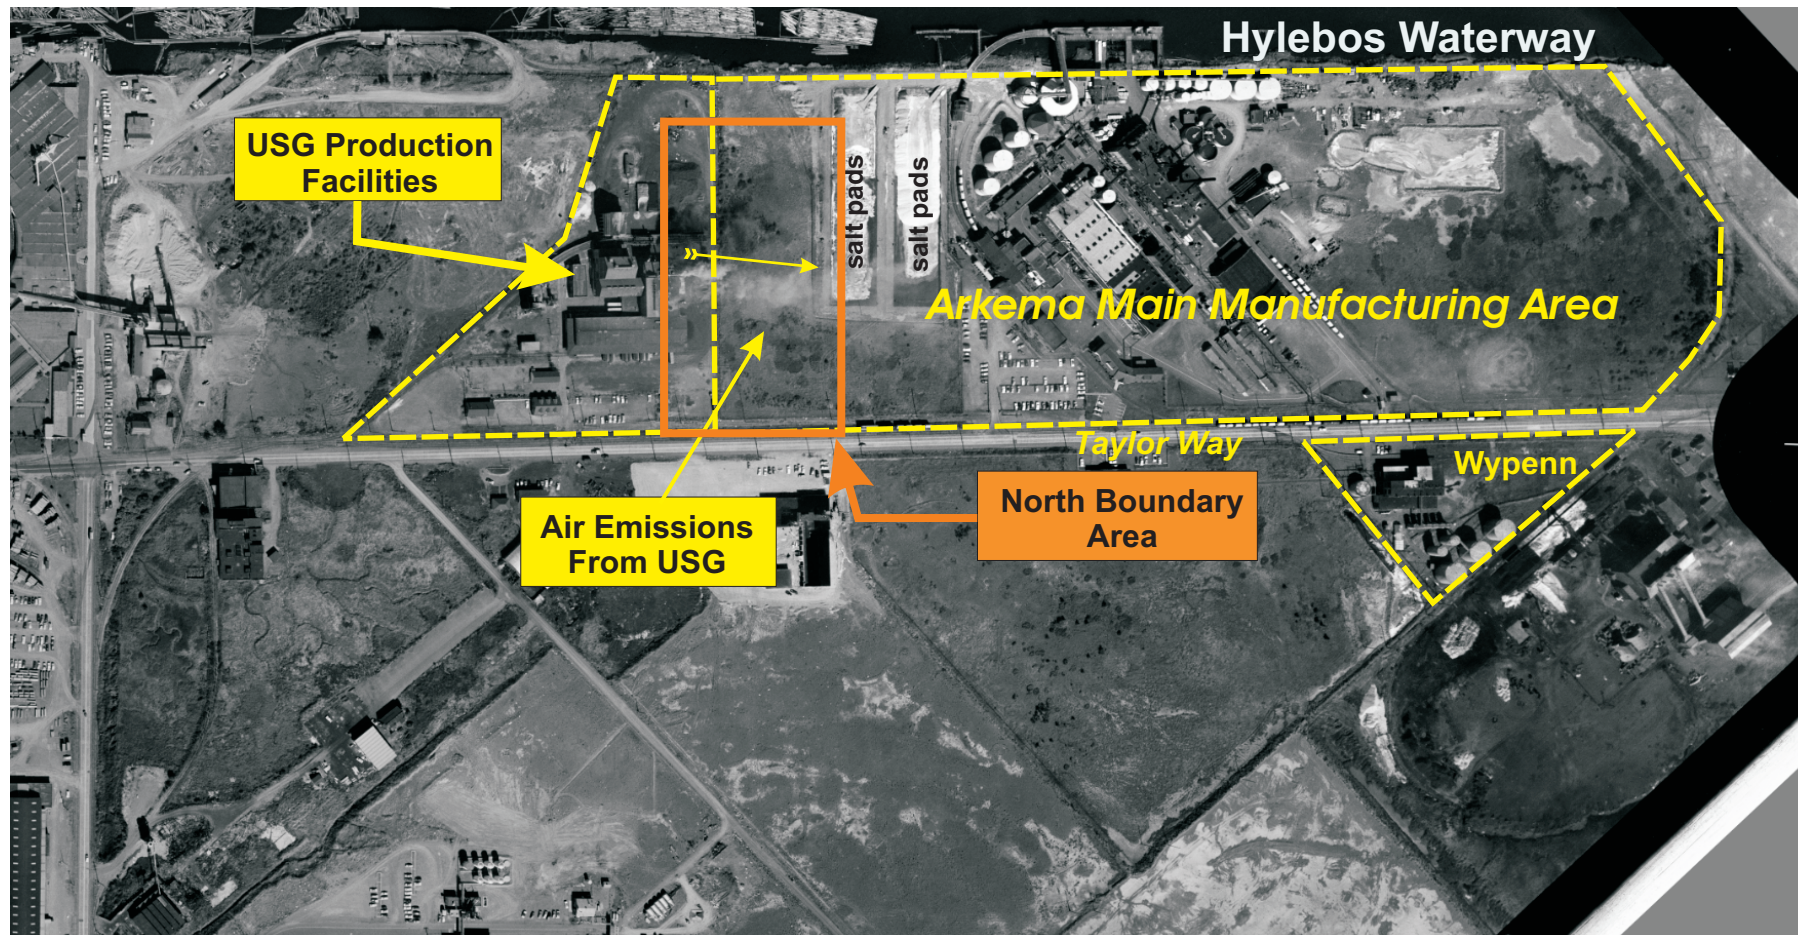 Hylebos Waterway
USG Production
Facilities
salt pads
salt pads
Arkema Main Manufacturing Area
Taylor Way
Wypenn
North Boundary
Area
Air Emissions
From USG